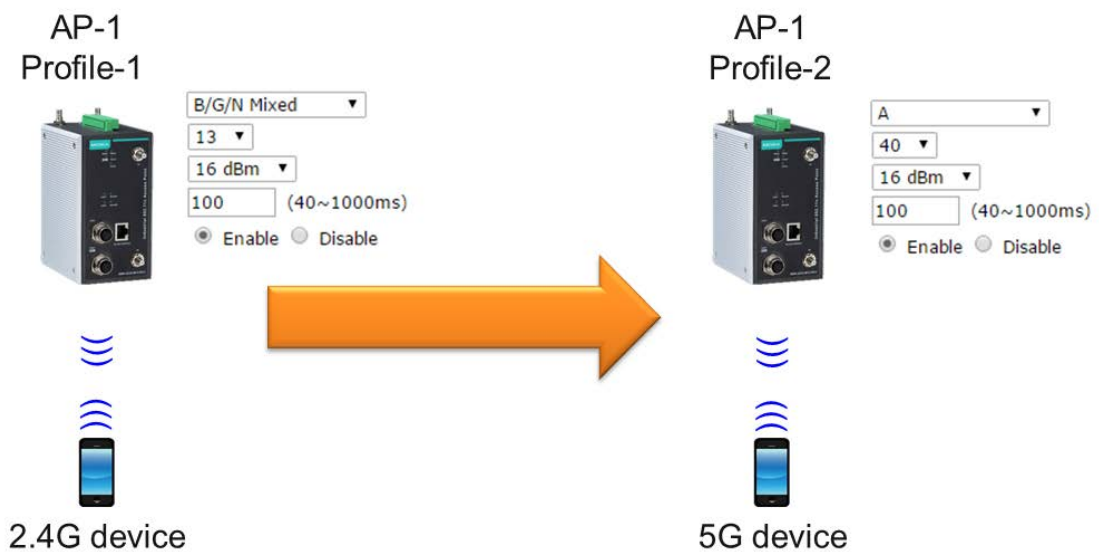 AP-1
Profile-1
B/G/N Mixed
13
16 dBm
100 (40~1000ms)
Enable Disable
2.4G device
AP-1
Profile-2
A
40
16 dBm
100 (40~1000ms)
Enable Disable
5G device